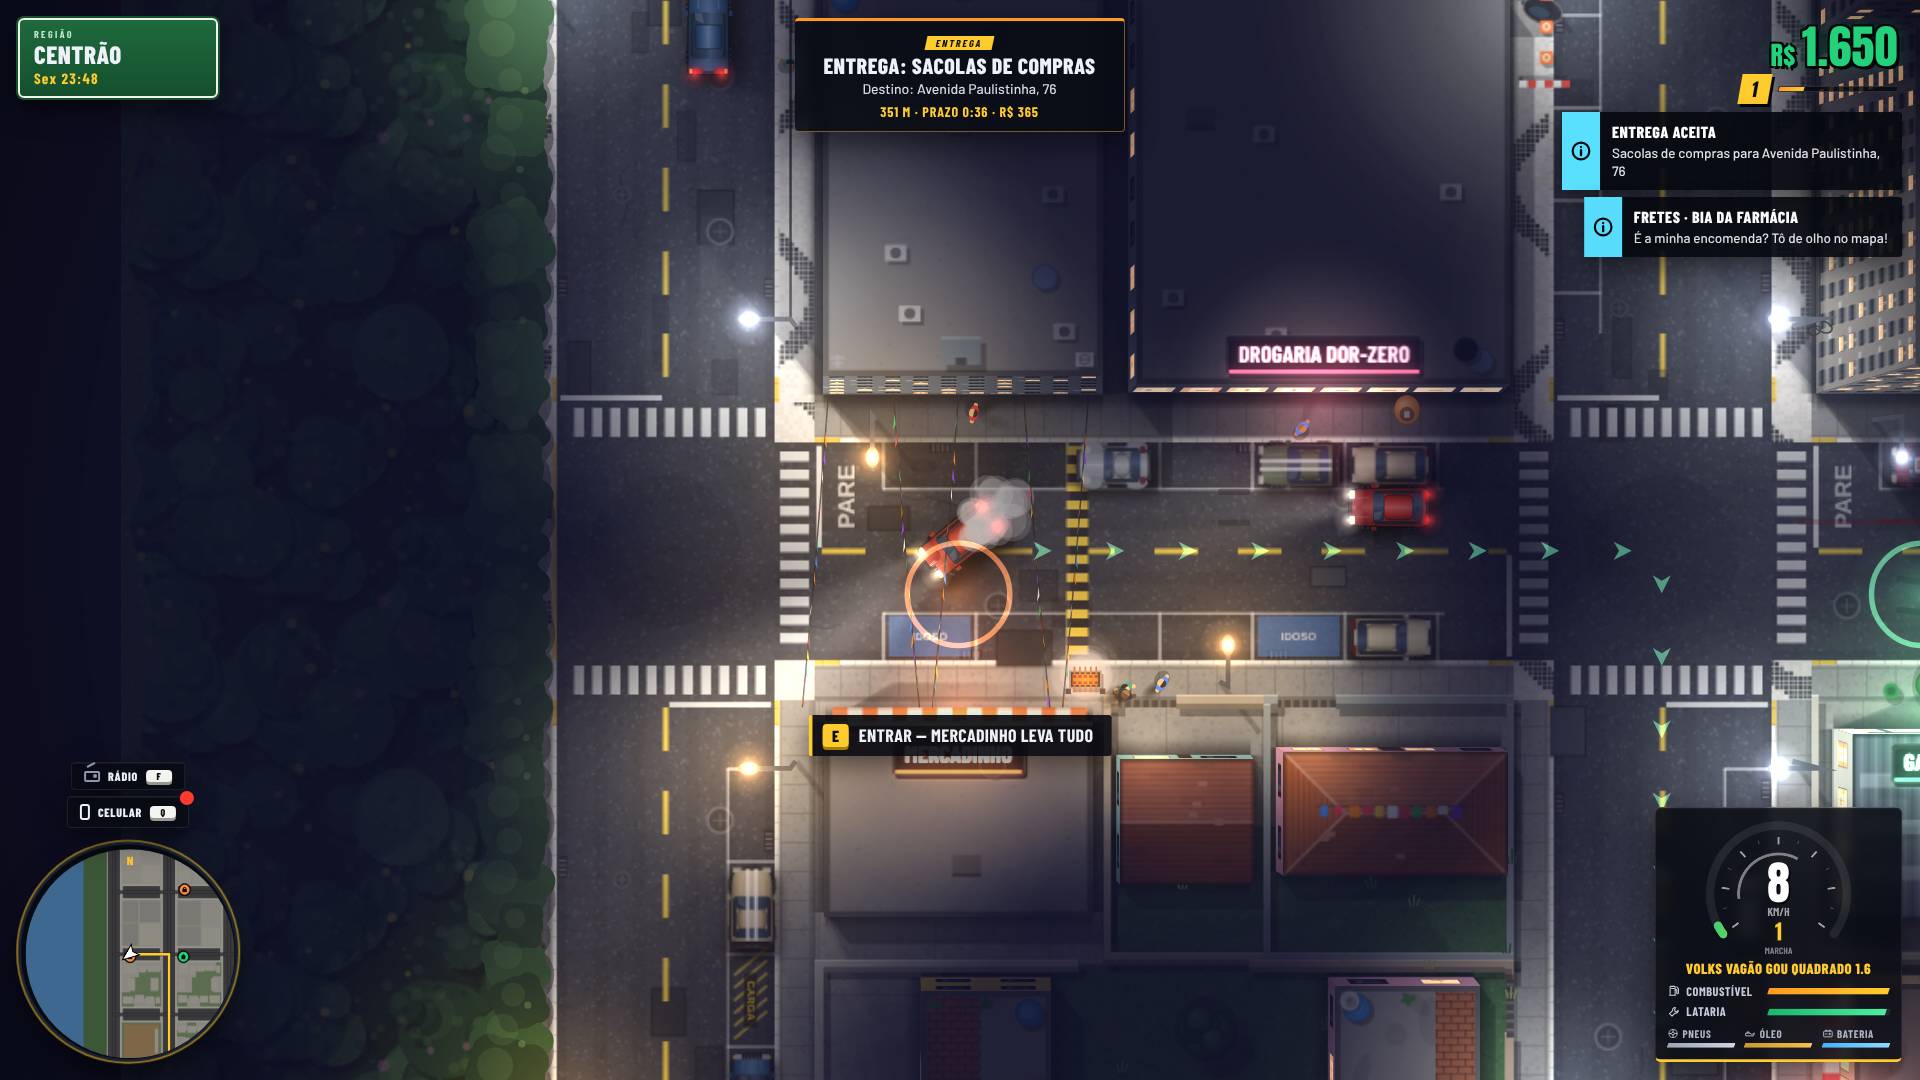 REGIÃO
CENTRÃO
Sex 23:48
ENTREGA
ENTREGA: SACOLAS DE COMPRAS
Destino: Avenida Paulistinha, 76
351 M · PRAZO 0:36 · R$ 365
R$ 1.650
1
ENTREGA ACEITA
Sacolas de compras para Avenida Paulistinha,
76
FRETES · BIA DA FARMÁCIA
É a minha encomenda? Tô de olho no mapa!
DROGARIA DOR-ZERO
PARE
PARE
IDOSO
IDOSO
E ENTRAR — MERCADINHO LEVA TUDO
MERCADINHO
CARGA
RÁDIO F
CELULAR Q
N
8
KM/H
1
MARCHA
VOLKS VAGÃO GOU QUADRADO 1.6
COMBUSTÍVEL
LATARIA
PNEUS
ÓLEO
BATERIA